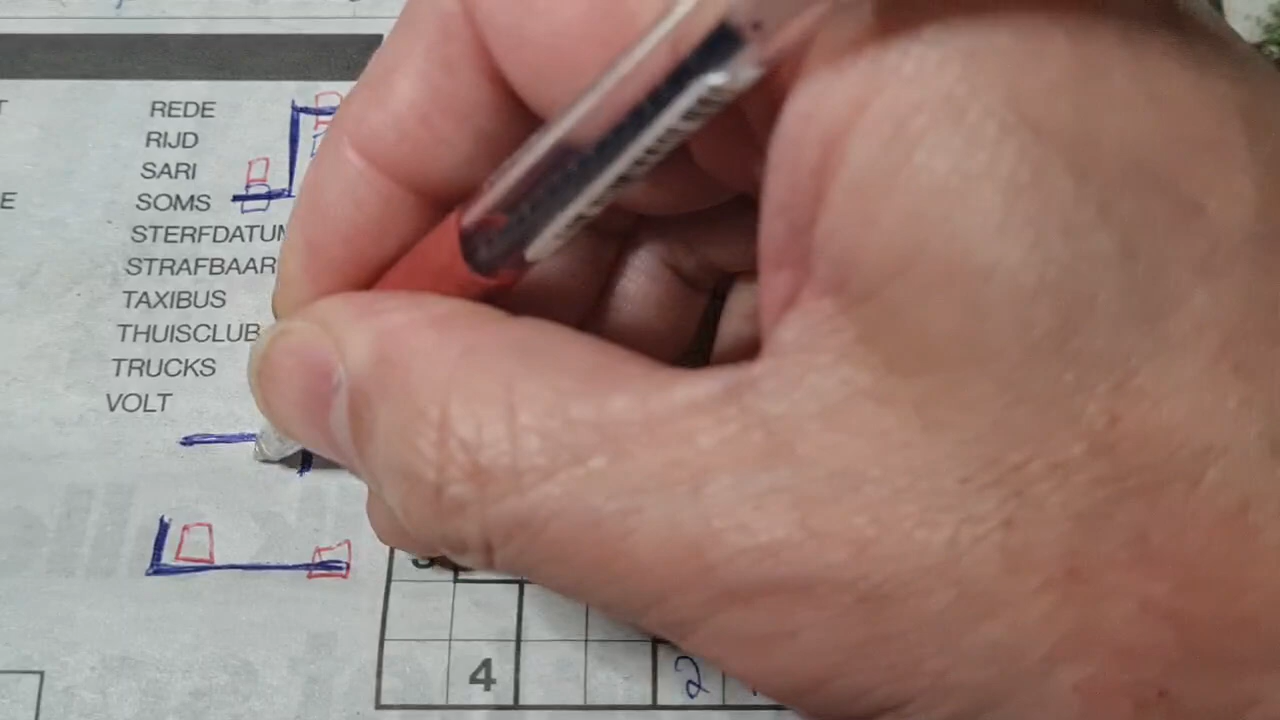 REDE
RIJD
SARI
SOMS
STERFDATUM
STRAFBAAR
TAXIBUS
THUISCLUB
TRUCKS
VOLT
4
2